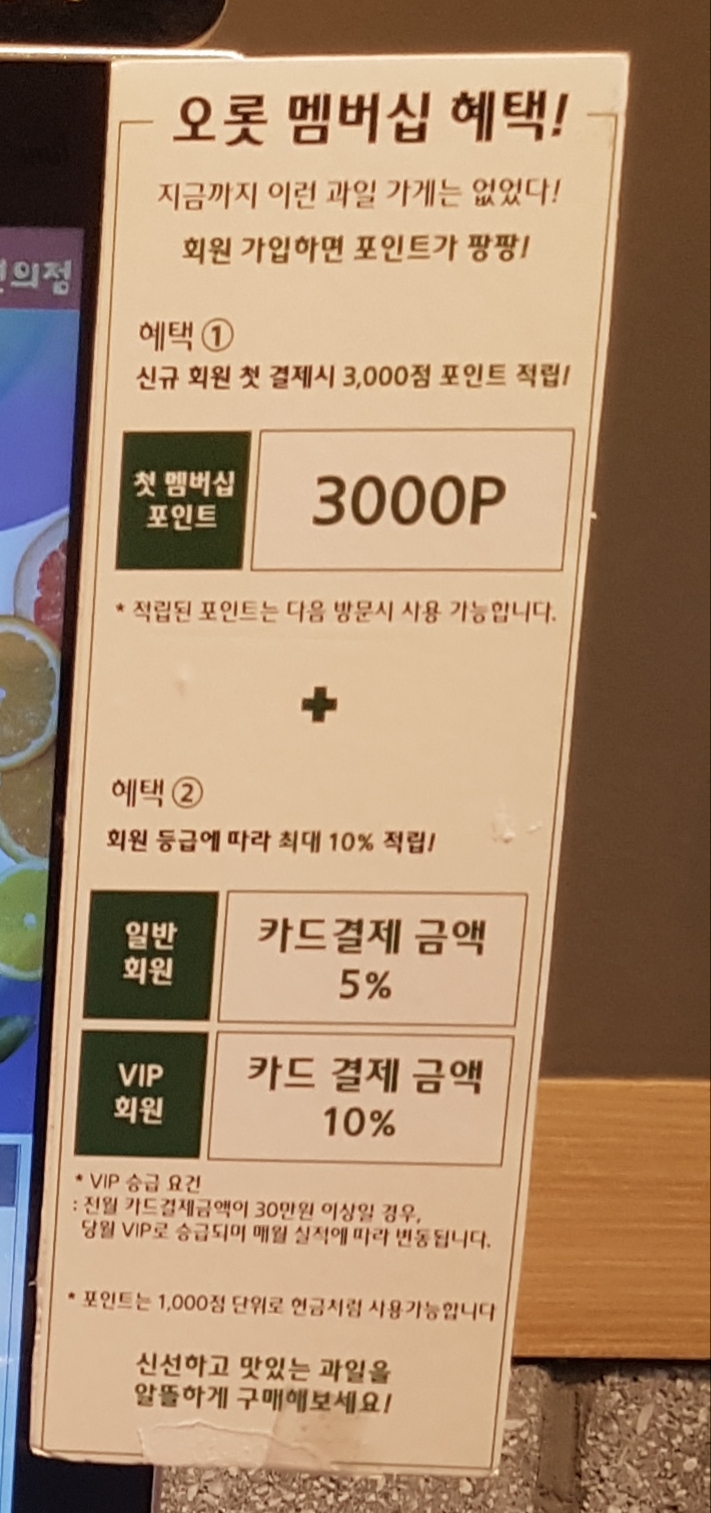 오롯 멤버십 혜택!
지금까지 이런 과일 가게는 없었다!
회원 가입하면 포인트가 팡팡!
혜택 ①
신규 회원 첫 결제시 3,000점 포인트 적립!
첫 멤버십
포인트
3000P
* 적립된 포인트는 다음 방문시 사용 가능합니다.
+
혜택 ②
회원 등급에 따라 최대 10% 적립!
일반
회원
카드결제 금액
5%
VIP
회원
카드 결제 금액
10%
* VIP 승급 요건
: 전월 카드결제금액이 30만원 이상일 경우,
당월 VIP로 승급되며 매월 실적에 따라 변동됩니다.
* 포인트는 1,000점 단위로 현금처럼 사용가능합니다
신선하고 맛있는 과일을
알뜰하게 구매해보세요!